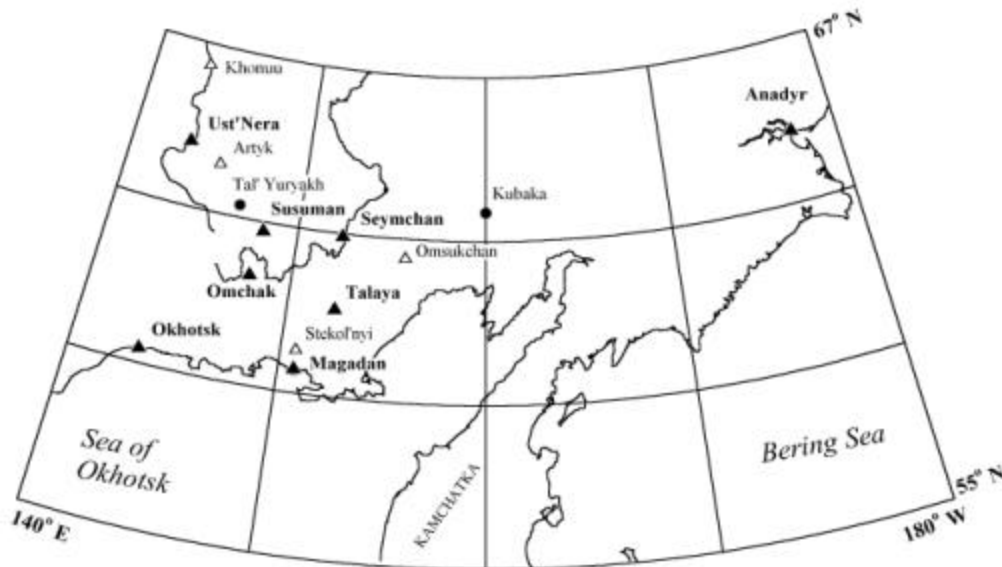 67° N
Khonuu
Anadyr
Ust'Nera
Artyk
Tal' Yuryakh
Kubaka
Susuman
Seymchan
Omsukchan
Omchak
Talaya
Okhotsk
Stekol'nyi
Magadan
Sea of
Okhotsk
Bering Sea
KAMCHATKA
55° N
140° E
180° W